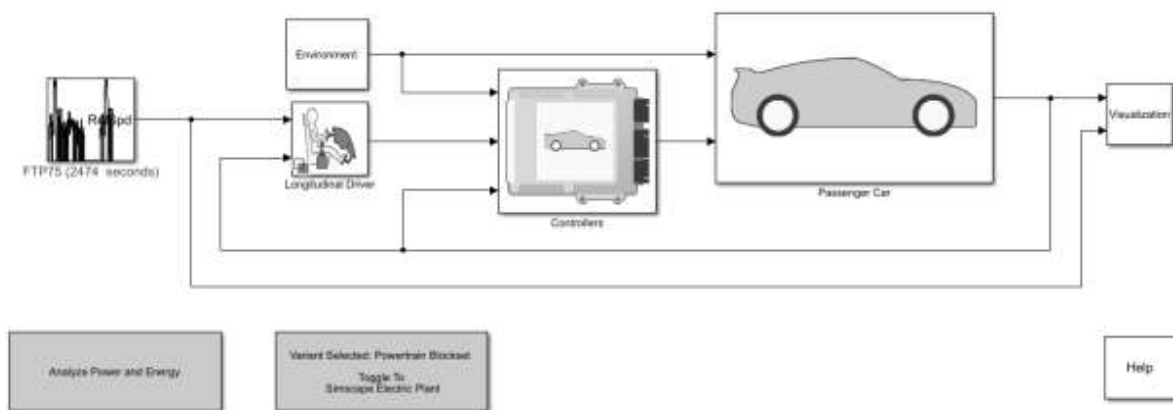 Environment
RefSpd
FTP75 (2474 seconds)
Longitudinal Driver
Controllers
Passenger Car
Visualization
Analyze Power and Energy
Variant Selected: Powertrain Blockset
Toggle To
Simscape Electric Plant
Help